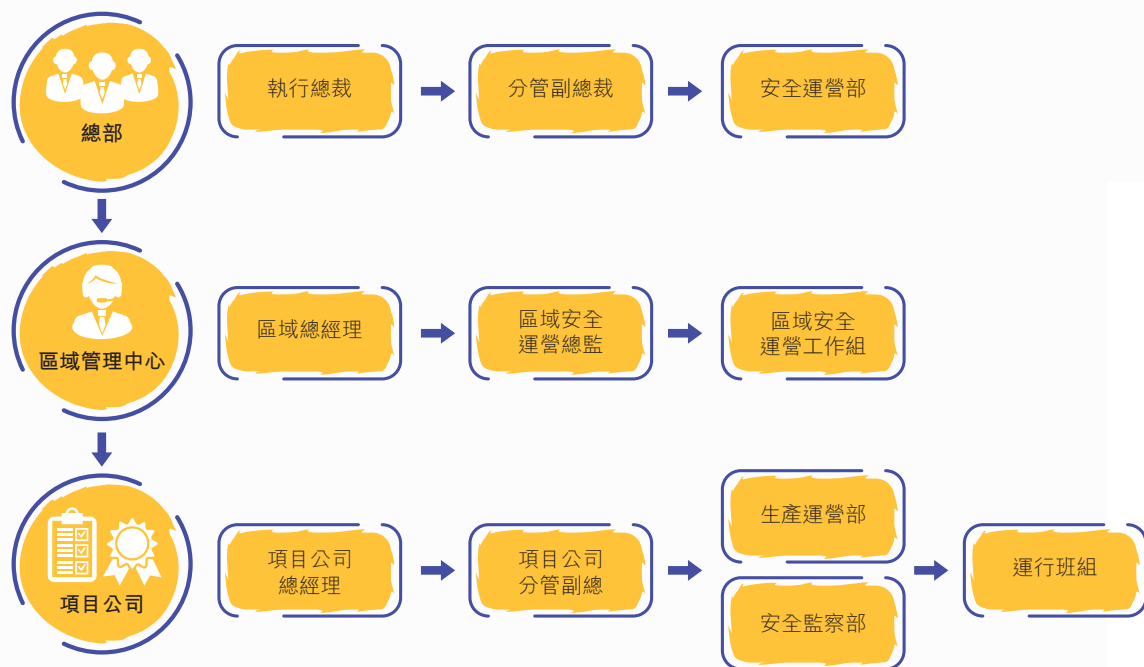 總部
執行總裁
分管副總裁
安全運營部
區域管理中心
區域總經理
區域安全
運營總監
區域安全
運營工作組
項目公司
項目公司
總經理
項目公司
分管副總
生產運營部
安全監察部
運行班組